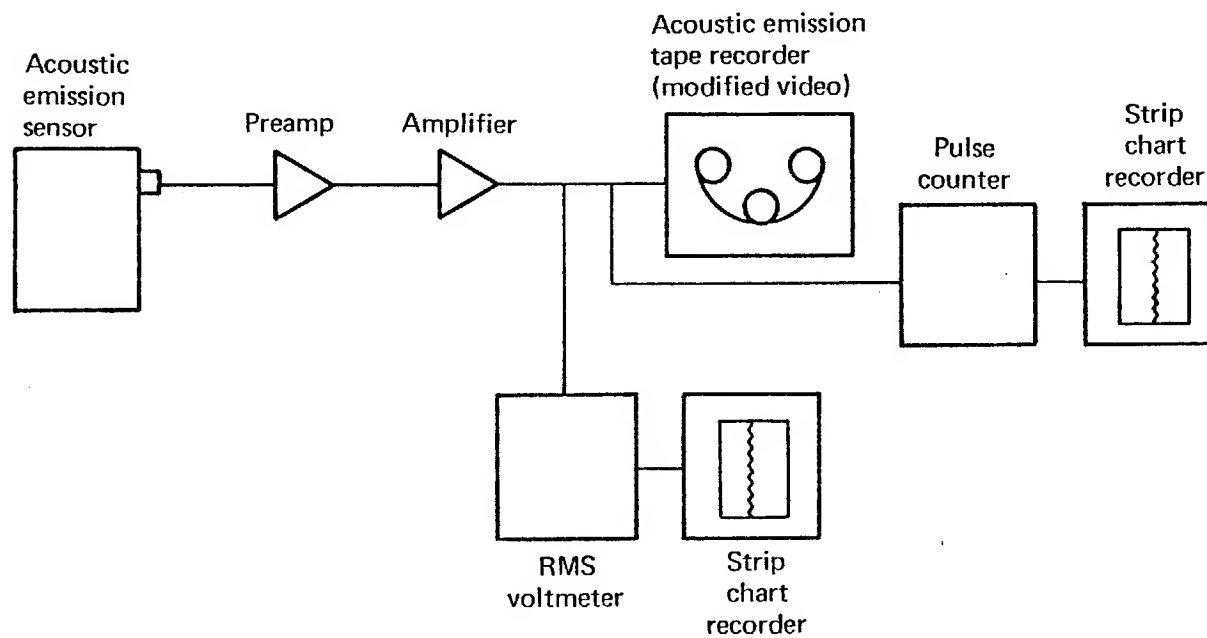 Acoustic
emission
sensor
Preamp
Amplifier
Acoustic emission
tape recorder
(modified video)
Pulse
counter
Strip
chart
recorder
RMS
voltmeter
Strip
chart
recorder